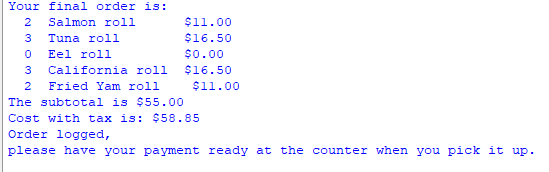 Your final order is:
  2  Salmon roll      $11.00
  3  Tuna roll        $16.50
  0  Eel roll         $0.00
  3  California roll  $16.50
  2  Fried Yam roll    $11.00
The subtotal is $55.00
Cost with tax is: $58.85
Order logged,
please have your payment ready at the counter when you pick it up.